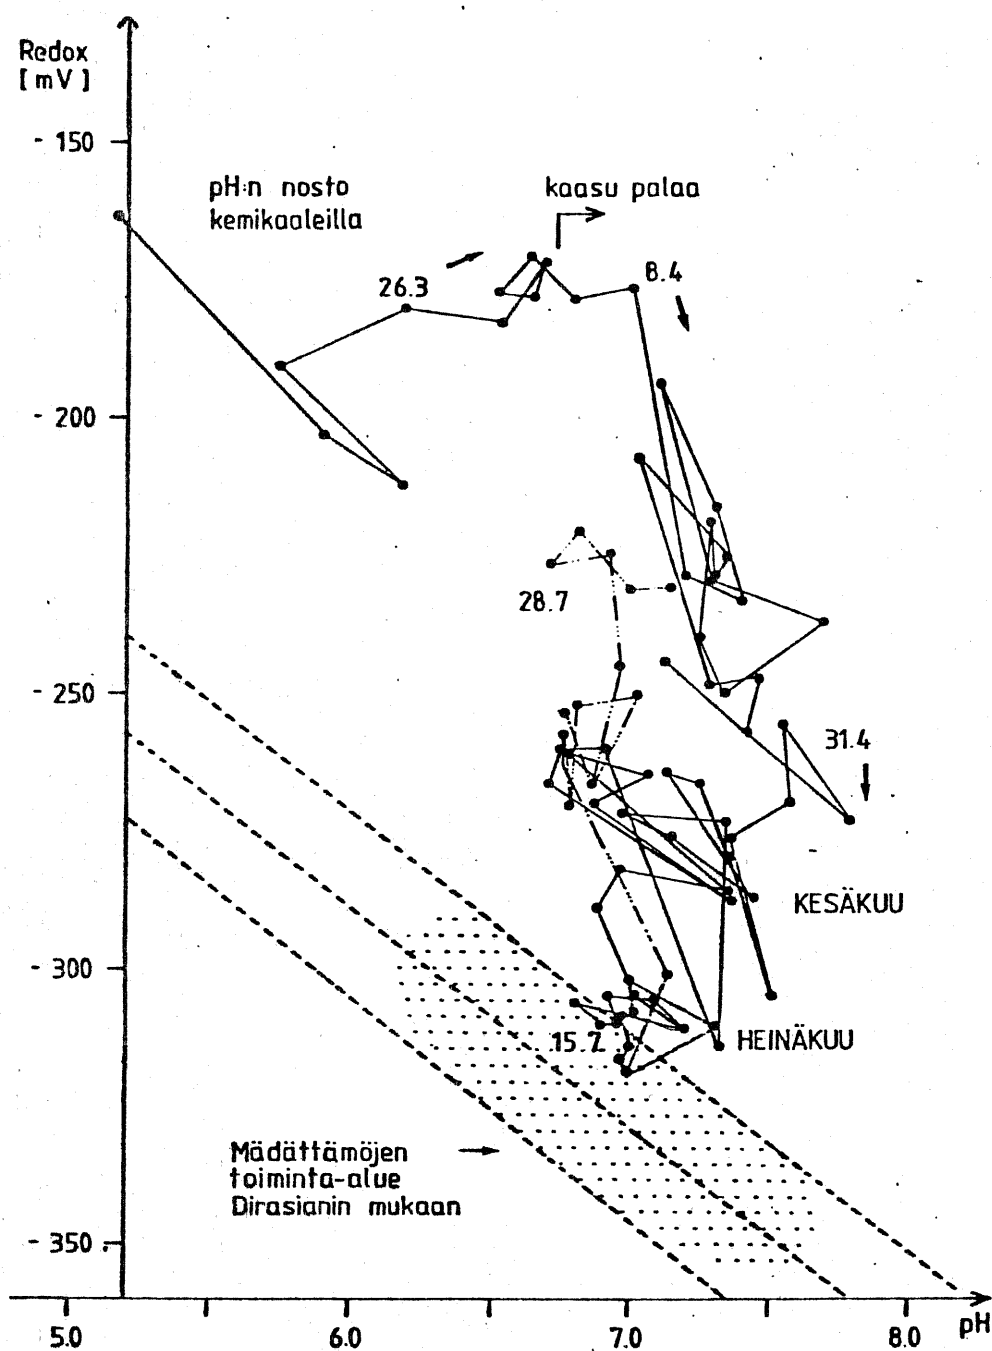 Redox
[mV]
- 150
pH:n nosto
kemikaaleilla
kaasu palaa
26.3
8.4
- 200
28.7
- 250
31.4
KESÄKUU
- 300
15.7
HEINÄKUU
Mädättämöjen
toiminta-alue
Dirasianin mukaan
- 350
5.0 6.0 7.0 8.0 pH